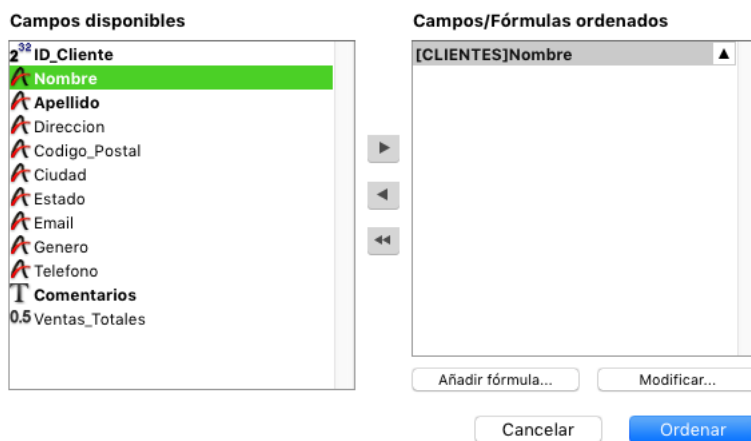 Campos disponibles
2³² ID_Cliente
Nombre
Apellido
Direccion
Codigo_Postal
Ciudad
Estado
Email
Genero
Telefono
T Comentarios
0.5 Ventas_Totales
Campos/Fórmulas ordenados
[CLIENTES]Nombre
Añadir fórmula... Modificar...
Cancelar Ordenar